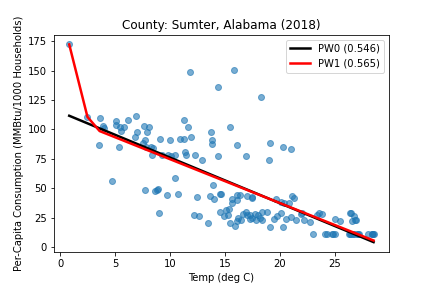 County: Sumter, Alabama (2018)
PW0 (0.546)
PW1 (0.565)
Per-Capita Consumption (MMBtu/1000 Households)
175
150
125
100
75
50
25
0
0 5 10 15 20 25
Temp (deg C)